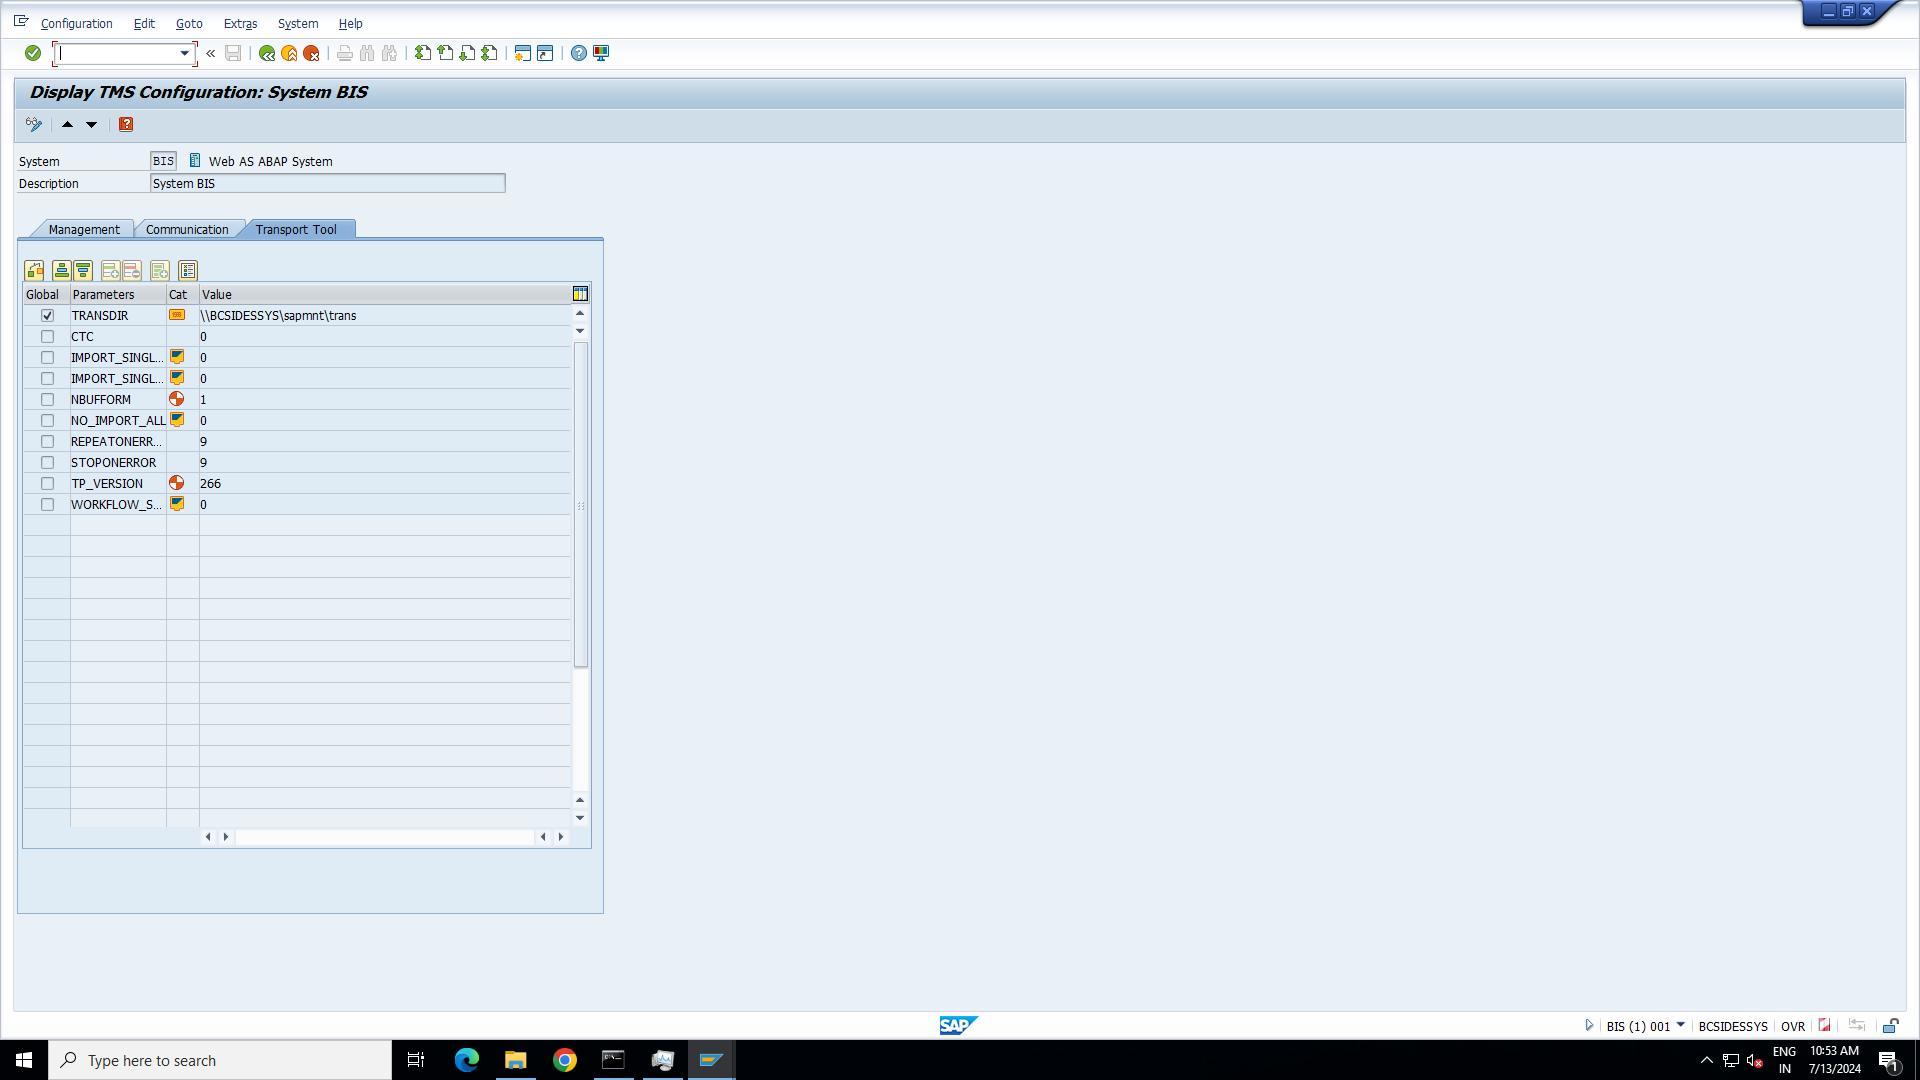 Configuration Edit Goto Extras System Help
Display TMS Configuration: System BIS
System BIS Web AS ABAP System
Description System BIS
Management Communication Transport Tool
Global Parameters Cat Value
TRANSDIR \\BCSIDESSYS\sapmnt\trans
CTC 0
IMPORT_SINGL... 0
IMPORT_SINGL... 0
NBUFFORM 1
NO_IMPORT_ALL 0
REPEATONERR... 9
STOPONERROR 9
TP_VERSION 266
WORKFLOW_S... 0
SAP
BIS (1) 001 BCSIDESSYS OVR
Type here to search
ENG
IN
10:53 AM
7/13/2024
1